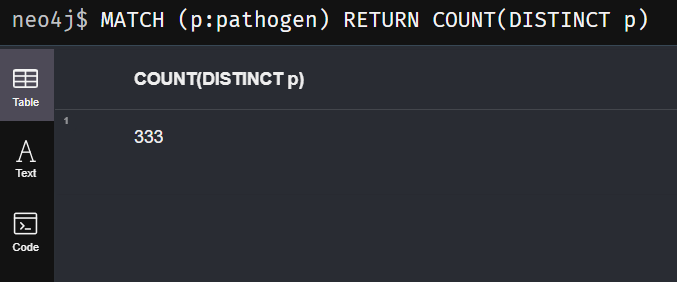 neo4j$ MATCH (p:pathogen) RETURN COUNT(DISTINCT p)
COUNT(DISTINCT p)
Table
1
333
Text
Code